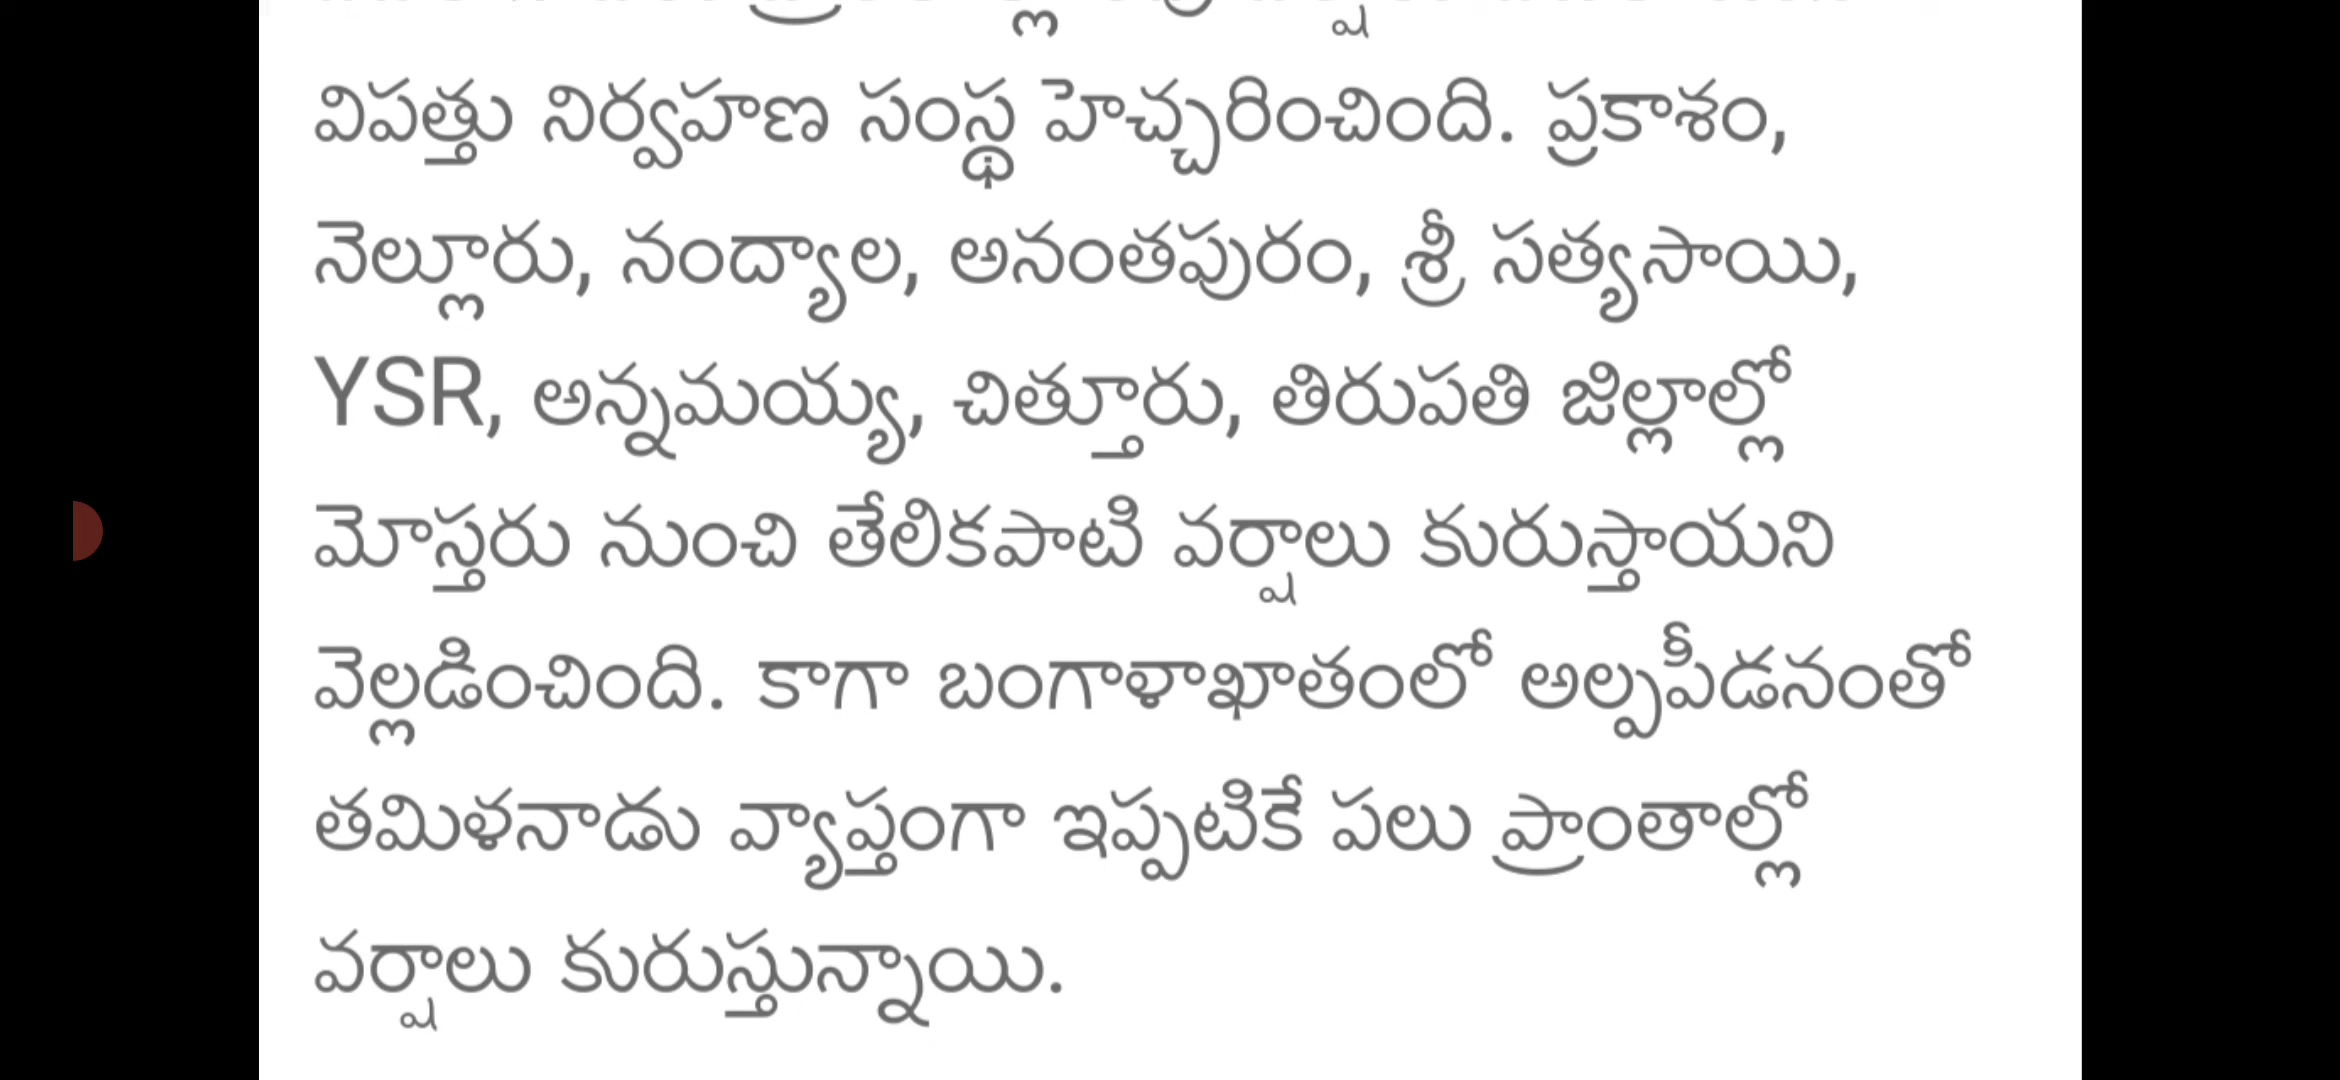 విపత్తు నిర్వహణ సంస్థ హెచ్చరించింది. ప్రకాశం,
నెల్లూరు, నంద్యాల, అనంతపురం, శ్రీ సత్యసాయి,
YSR, అన్నమయ్య, చిత్తూరు, తిరుపతి జిల్లాల్లో
మోస్తరు నుంచి తేలికపాటి వర్షాలు కురుస్తాయని
వెల్లడించింది. కాగా బంగాళాఖాతంలో అల్పపీడనంతో
తమిళనాడు వ్యాప్తంగా ఇప్పటికే పలు ప్రాంతాల్లో
వర్షాలు కురుస్తున్నాయి.